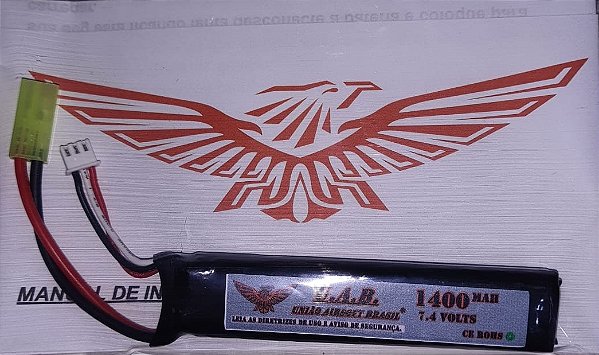 MANUAL DE IN
U.A.B.
UNIÃO AIRSOFT BRASIL®
LEIA AS DIRETRIZES DE USO E AVISO DE SEGURANÇA.
1400 MAH
7.4 VOLTS
CE ROHS